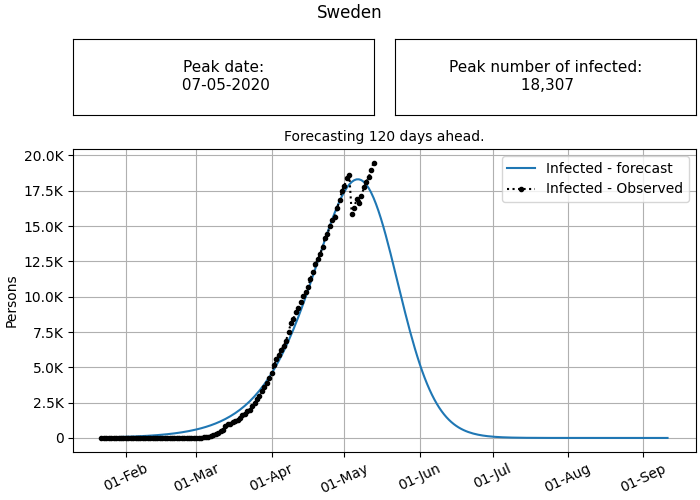 Sweden
Peak date:
07-05-2020
Peak number of infected:
18,307
Forecasting 120 days ahead.
Infected - forecast
Infected - Observed
20.0K
17.5K
15.0K
12.5K
10.0K
7.5K
5.0K
2.5K
0
Persons
01-Feb
01-Mar
01-Apr
01-May
01-Jun
01-Jul
01-Aug
01-Sep